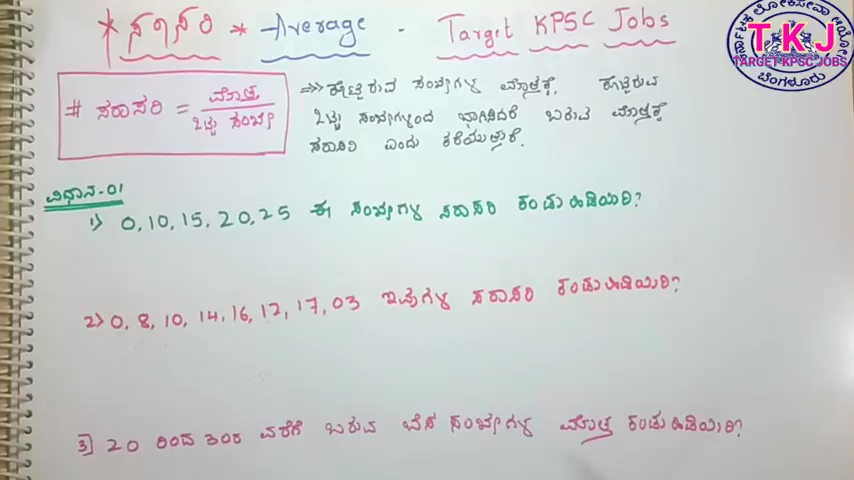 * ಸರಾಸರಿ * Average - Target KPSC Jobs
# ಸರಾಸರಿ = ಮೊತ್ತ / ಒಟ್ಟು ಸಂಖ್ಯೆ
=>> ಕೊಟ್ಟಿರುವ ಸಂಖ್ಯೆಗಳ ಮೊತ್ತಕ್ಕೆ, ಕೊಟ್ಟಿರುವ
ಒಟ್ಟು ಸಂಖ್ಯೆಗಳಿಂದ ಭಾಗಿಸಿದರೆ ಬರುವ ಮೊತ್ತಕ್ಕೆ
ಸರಾಸರಿ ಎಂದು ಕರೆಯುತ್ತಾರೆ.
ವಿಧಾನ-01
1) 0, 10, 15, 20, 25 ಈ ಸಂಖ್ಯೆಗಳ ಸರಾಸರಿ ಕಂಡುಹಿಡಿಯಿರಿ?
2) 0, 8, 10, 14, 16, 12, 17, 03 ಇವುಗಳ ಸರಾಸರಿ ಕಂಡುಹಿಡಿಯಿರಿ?
3] 20 ರಿಂದ 30ರ ವರೆಗೆ ಬರುವ ಬೆಸ ಸಂಖ್ಯೆಗಳ ಮೊತ್ತ ಕಂಡುಹಿಡಿಯಿರಿ?
TKJ
TARGET KPSC JOBS
ಬೆಂಗಳೂರು